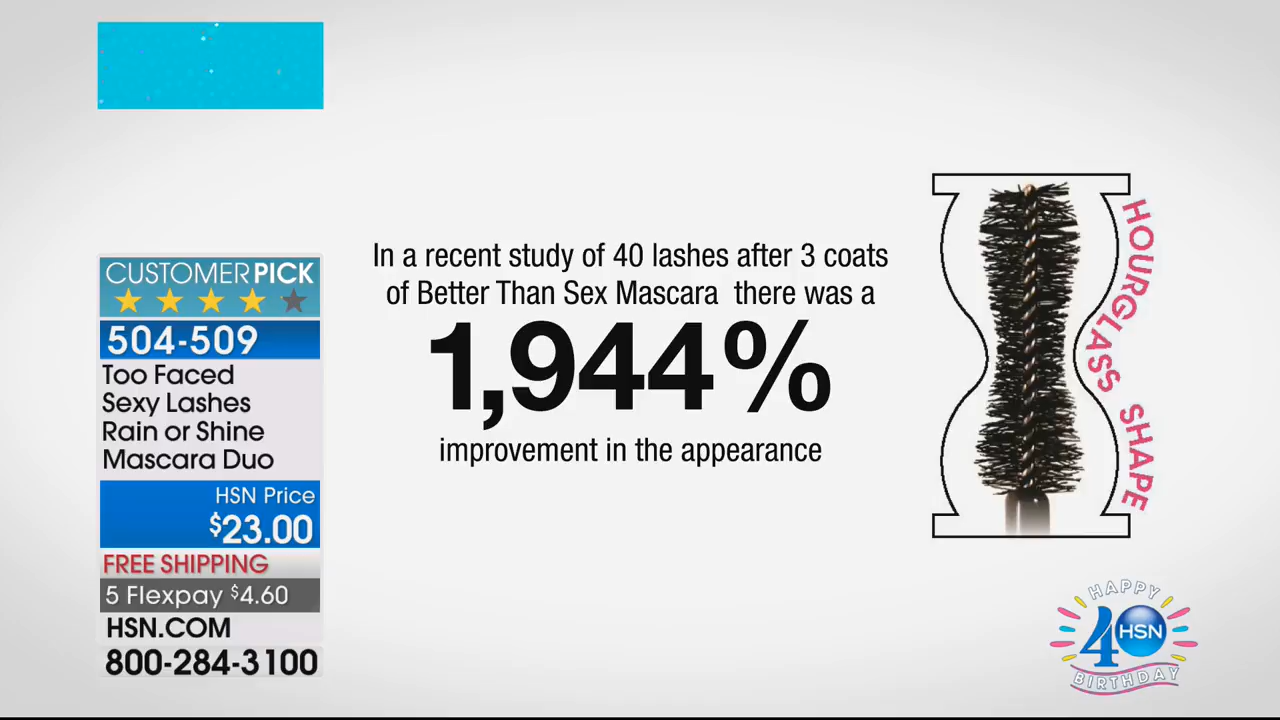 CUSTOMER PICK
504-509
Too Faced
Sexy Lashes
Rain or Shine
Mascara Duo
HSN Price
$23.00
FREE SHIPPING
5 Flexpay $4.60
HSN.COM
800-284-3100
In a recent study of 40 lashes after 3 coats
of Better Than Sex Mascara there was a
1,944%
improvement in the appearance
HOURGLASS SHAPE
HAPPY
40 HSN
BIRTHDAY